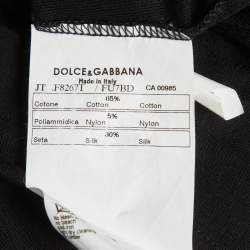 DOLCE&GABBANA
Made in Italy
JT .F8267T / FU7BD CA 00985
65%
Cotone Cotton Cotton
5%
Poliammidica Nylon Nylon
30%
Seta Silk Silk